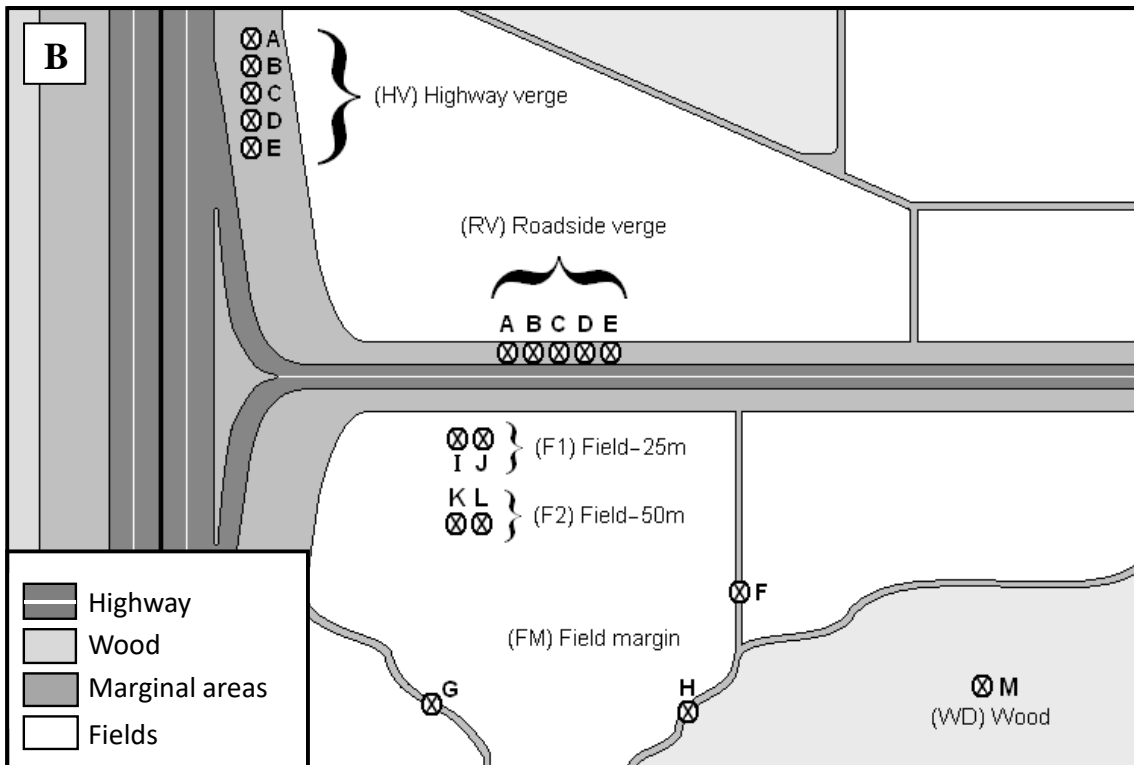 B
A
B
C
D
E
(HV) Highway verge
(RV) Roadside verge
A B C D E
(F1) Field-25m
I J
K L
(F2) Field-50m
F
(FM) Field margin
G
H
M
(WD) Wood
Highway
Wood
Marginal areas
Fields